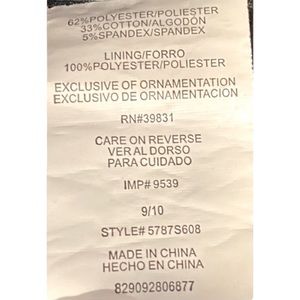 62%POLYESTER/POLIESTER
33%COTTON/ALGODÓN
5%SPANDEX/SPANDEX
LINING/FORRO
100%POLYESTER/POLIESTER
EXCLUSIVE OF ORNAMENTATION
EXCLUSIVO DE ORNAMENTACION
RN#39831
CARE ON REVERSE
VER AL DORSO
PARA CUIDADO
IMP# 9539
9/10
STYLE# 5787S608
MADE IN CHINA
HECHO EN CHINA
829092806877